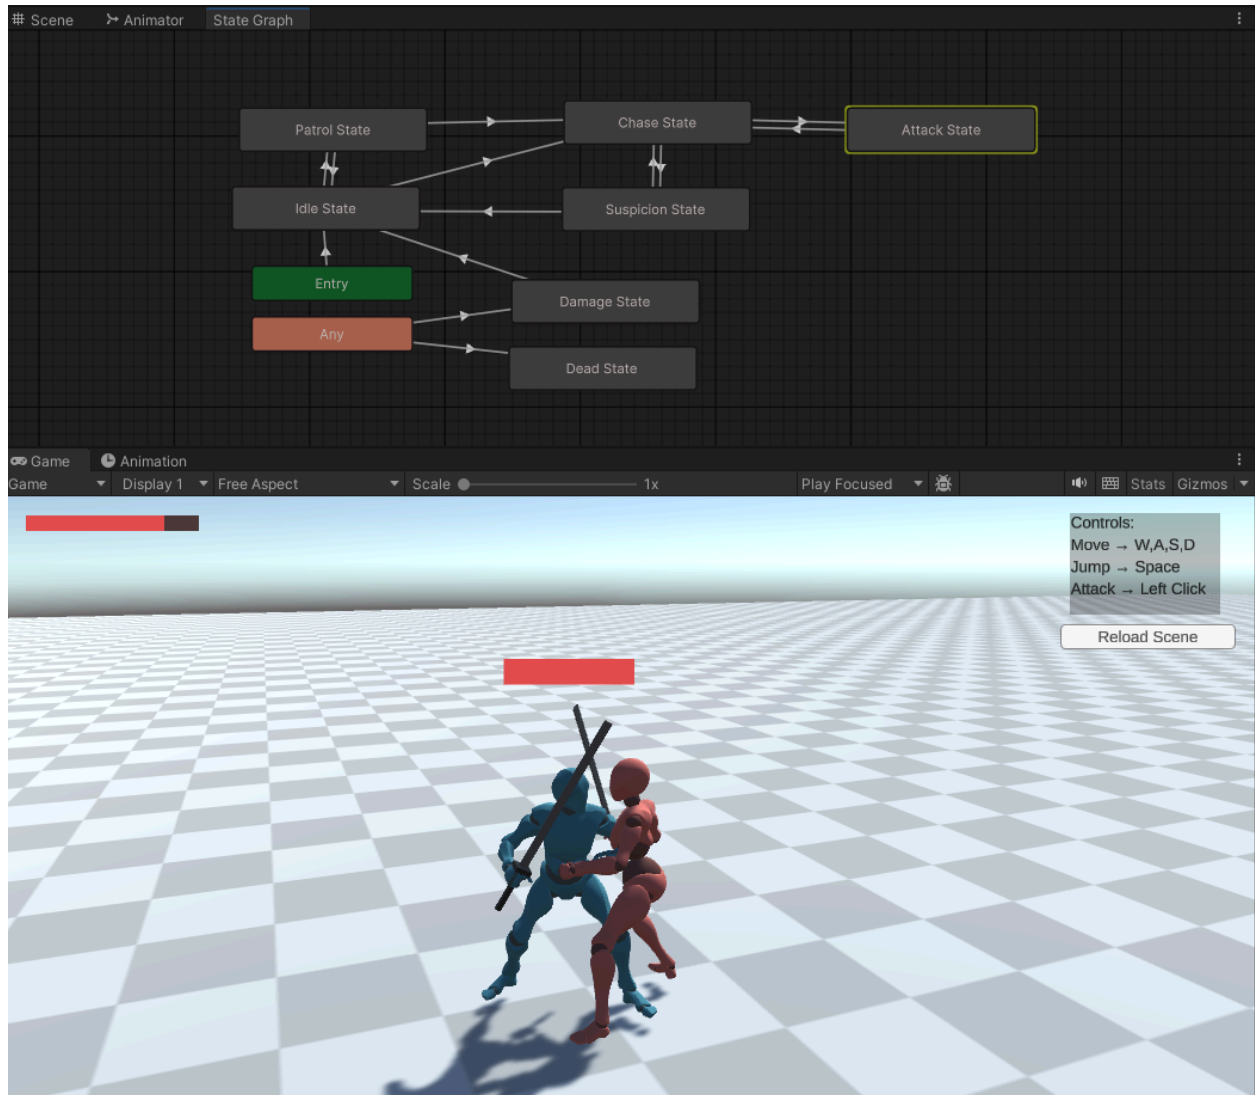 Scene
Animator
State Graph
Patrol State
Chase State
Attack State
Idle State
Suspicion State
Entry
Damage State
Any
Dead State
Game
Animation
Game
Display 1
Free Aspect
Scale
1x
Play Focused
Stats
Gizmos
Controls:
Move → W,A,S,D
Jump → Space
Attack → Left Click
Reload Scene